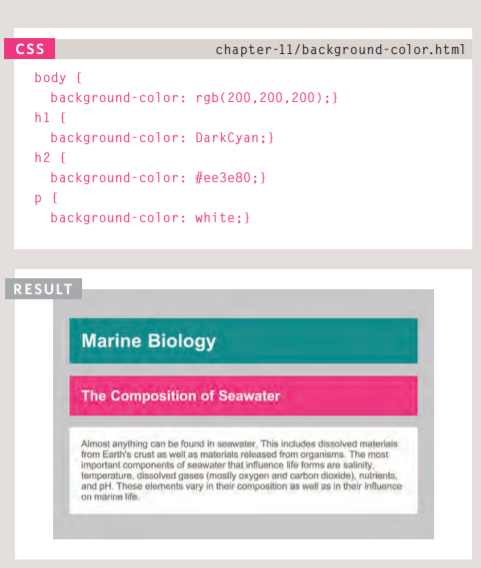 CSS chapter-11/background-color.html
body {
background-color: rgb(200,200,200);}
h1 {
background-color: DarkCyan;}
h2 {
background-color: #ee3e80;}
p {
background-color: white;}
RESULT
Marine Biology
The Composition of Seawater
Almost anything can be found in seawater. This includes dissolved materials
from Earth's crust as well as materials released from organisms. The most
important components of seawater that influence life forms are salinity,
temperature, dissolved gases (mostly oxygen and carbon dioxide), nutrients,
and pH. These elements vary in their composition as well as in their influence
on marine life.